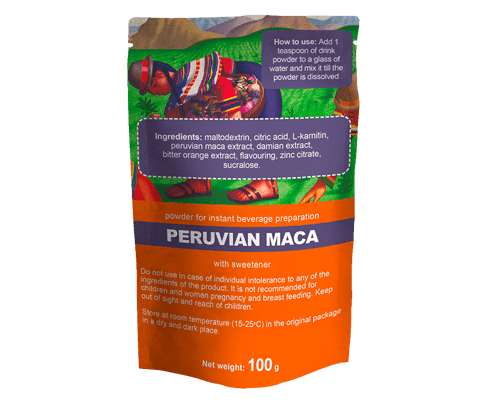 How to use: Add 1
teaspoon of drink
powder to a glass of
water and mix it till the
powder is dissolved
Ingredients: maltodextrin, citric acid, L-karnitin,
peruvian maca extract, damian extract,
bitter orange extract, flavouring, zinc citrate,
sucralose.
powder for instant beverage preparation
PERUVIAN MACA
with sweetener
Do not use in case of individual intolerance to any of the
ingredients of the product. It is not recommended for
children and woman pregnancy and breast feeding. Keep
out of sight and reach of children.
Store at room temperature (15-25°C) in the original package
in a dry and dark place.
Net weight: 100 g